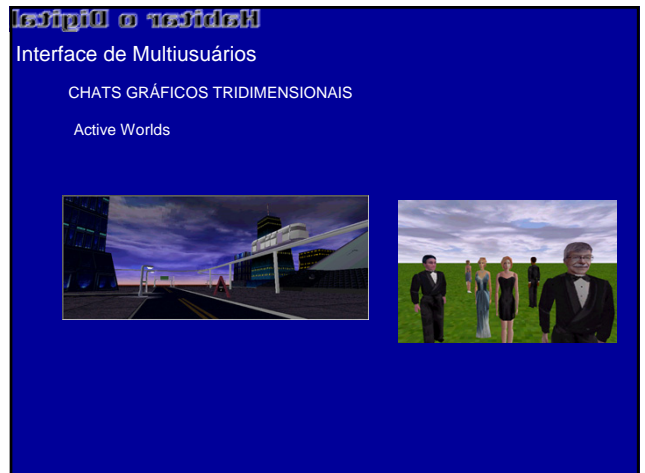 Habitar o Digital
Interface de Multiusuários
CHATS GRÁFICOS TRIDIMENSIONAIS
Active Worlds